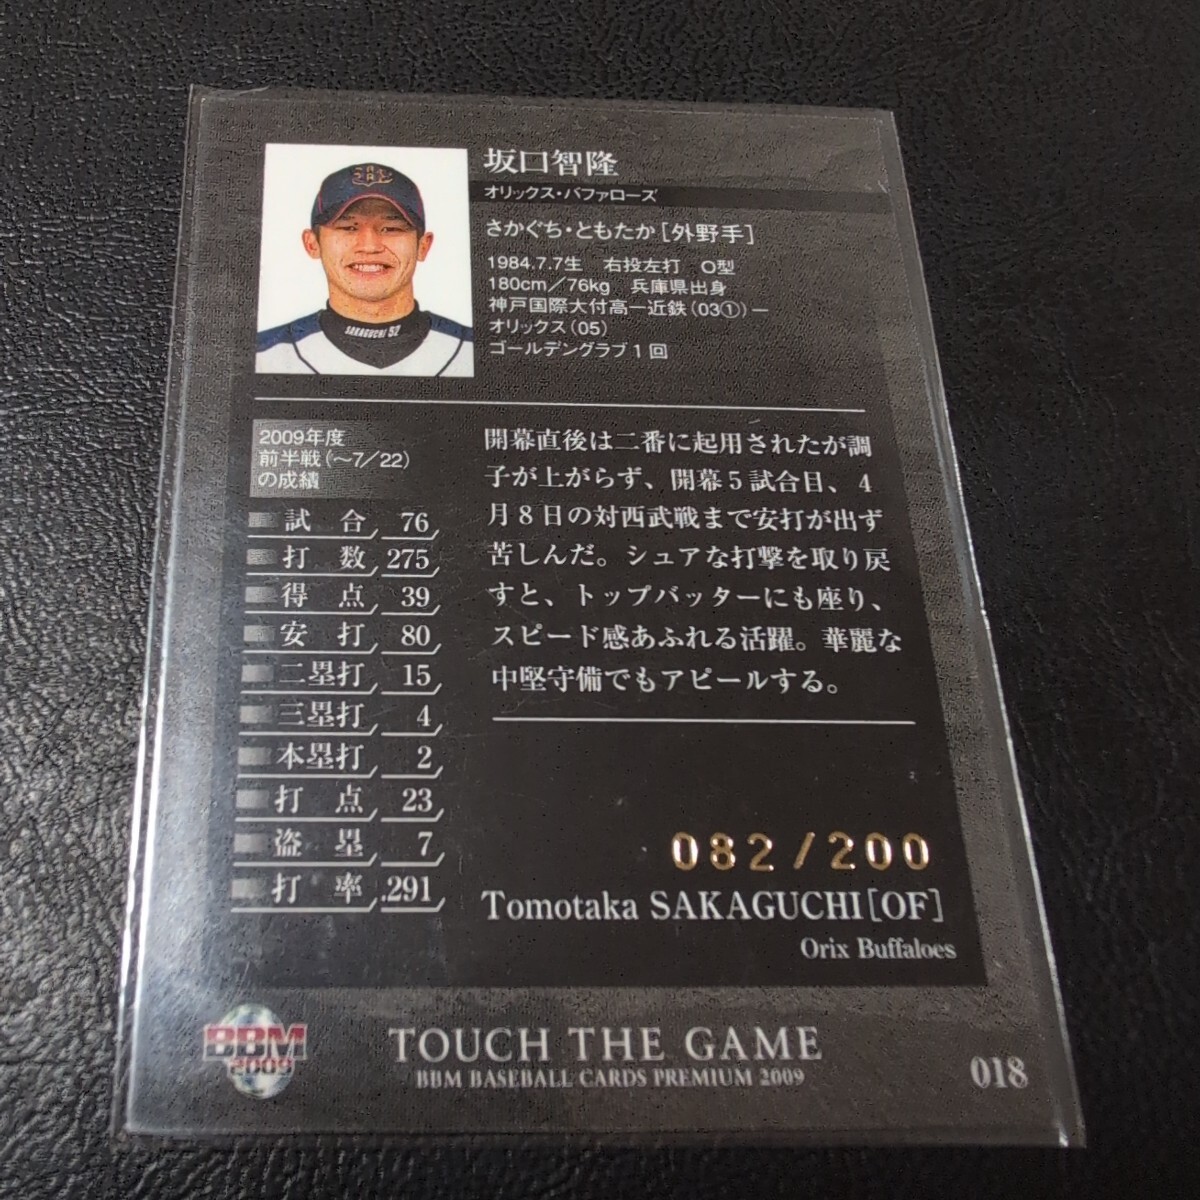 坂口智隆
オリックス・バファローズ
さかぐち・ともたか[外野手]
1984.7.7生 右投左打 O型
180cm／76kg 兵庫県出身
神戸国際大付高ー近鉄(03①)ー
オリックス(05)
ゴールデングラブ1回
SAKAGUCHI 52
2009年度
前半戦(～7/22)
の成績
試合 76
打数 275
得点 39
安打 80
二塁打 15
三塁打 4
本塁打 2
打点 23
盗塁 7
打率 .291
開幕直後は二番に起用されたが調
子が上がらず、開幕5試合目、4
月8日の対西武戦まで安打が出ず
苦しんだ。シュアな打撃を取り戻
すと、トップバッターにも座り、
スピード感あふれる活躍。華麗な
中堅守備でもアピールする。
082/200
Tomotaka SAKAGUCHI[OF]
Orix Buffaloes
BBM
2009
TOUCH THE GAME
BBM BASEBALL CARDS PREMIUM 2009
018